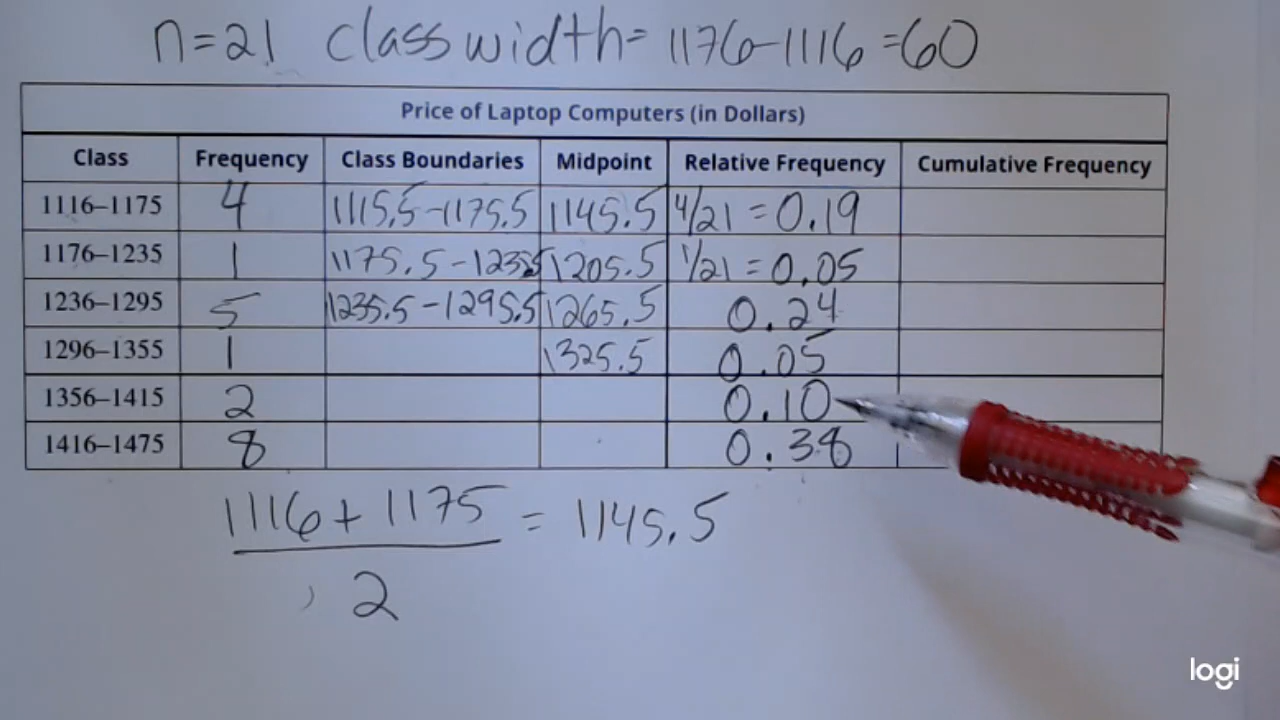 n=21 class width= 1176-1116 =60
Price of Laptop Computers (in Dollars)
Class Frequency Class Boundaries Midpoint Relative Frequency Cumulative Frequency
1116–1175 4 1115.5-1175.5 1145.5 4/21 = 0.19
1176–1235 1 1175.5-1235.5 1205.5 1/21 = 0.05
1236–1295 5 1235.5-1295.5 1265.5 0.24
1296–1355 1 1325.5 0.05
1356–1415 2 0.10
1416–1475 8 0.38
1116+1175 = 1145.5
2
logi